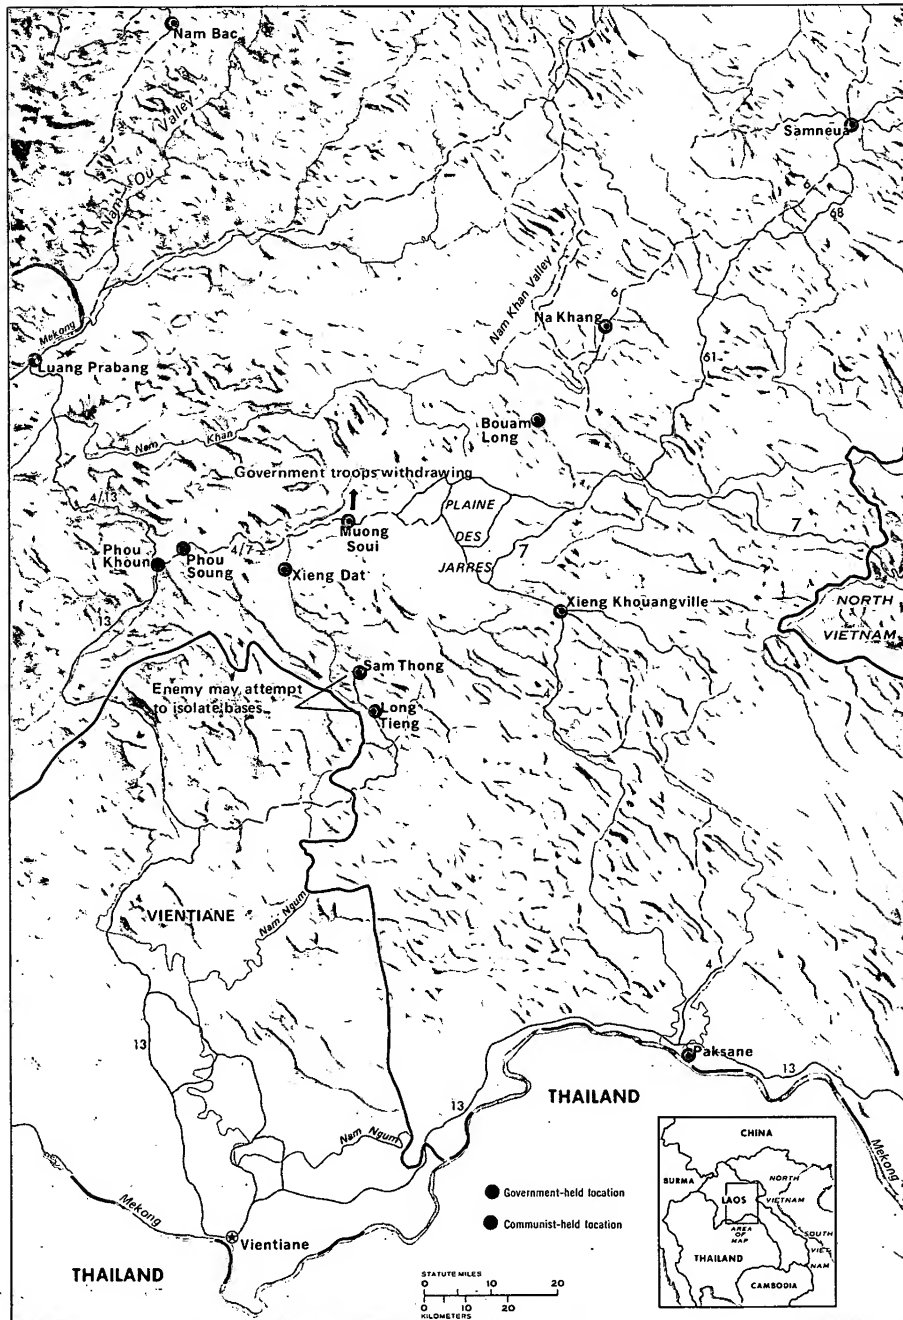 Nam Bac
Nam Ou Valley
Samneua
6
68
Mekong
Luang Prabang
Nam Khan Valley
Na Khang
6
61
Bouam
Long
Nam Khan
Government troops withdrawing
4/13
Muong
Soui
PLAINE
DES
JARRES
4/7
7
7
Phou
Khoun
Phou
Soung
Xieng Dat
Xieng Khouangville
NORTH
VIETNAM
13
Sam Thong
Enemy may attempt
to isolate bases
Long
Tieng
VIENTIANE
Nam Ngum
4
13
Paksane
13
THAILAND
13
Mekong
Nam Ngum
Mekong
Vientiane
THAILAND
Government-held location
Communist-held location
STATUTE MILES
0 10 20
0 10 20
KILOMETERS
CHINA
BURMA
NORTH
VIETNAM
LAOS
AREA
OF
MAP
SOUTH
VIET
NAM
THAILAND
CAMBODIA